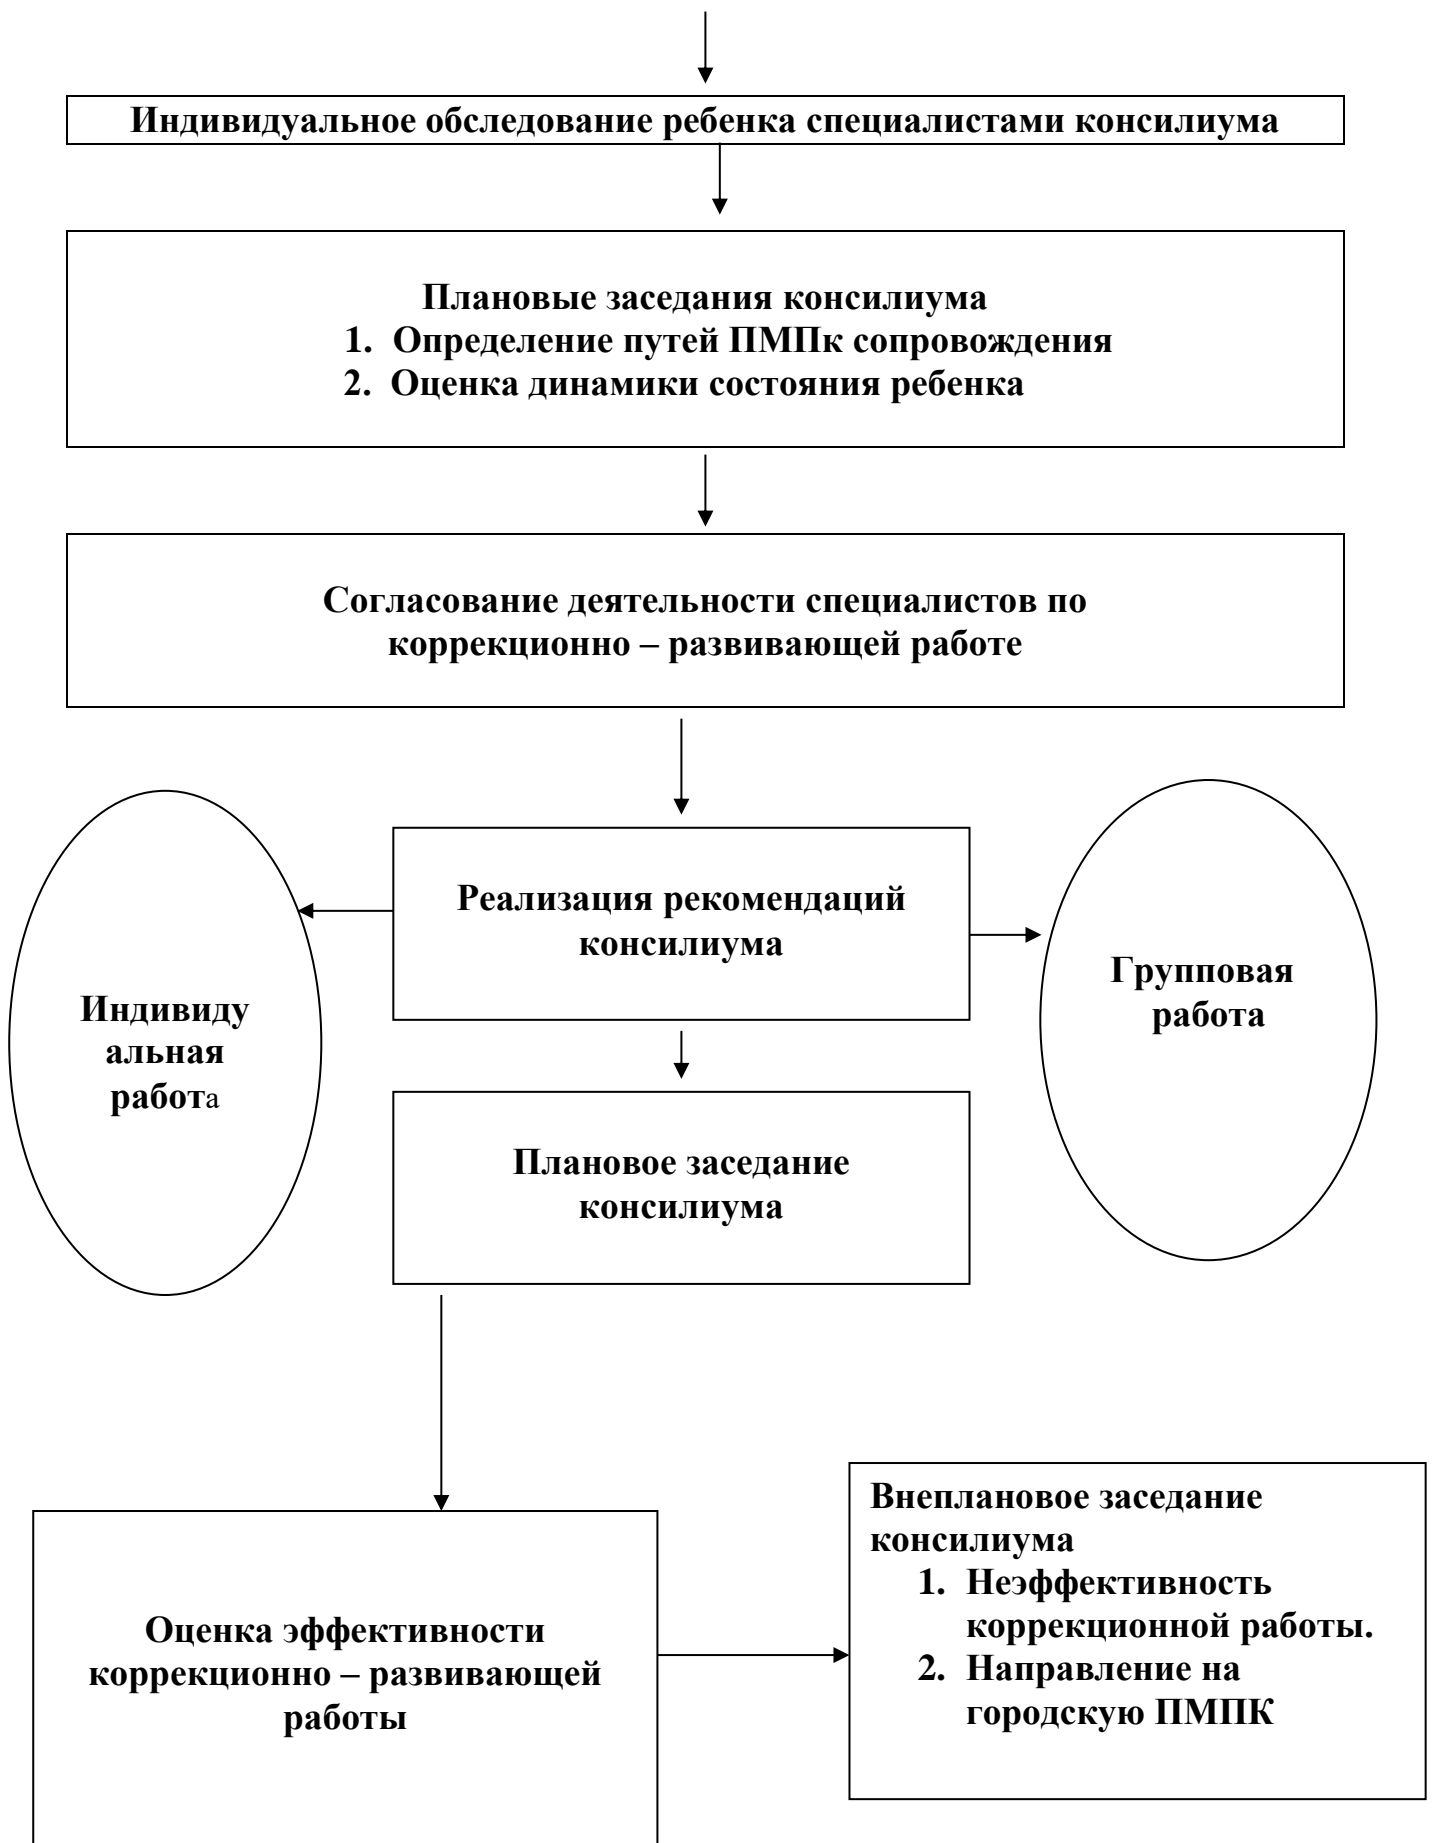 Индивидуальное обследование ребенка специалистами консилиума
Плановые заседания консилиума
1. Определение путей ПМПк сопровождения
2. Оценка динамики состояния ребенка
Согласование деятельности специалистов по
коррекционно – развивающей работе
Реализация рекомендаций
консилиума
Индивиду
альная
работа
Групповая
работа
Плановое заседание
консилиума
Оценка эффективности
коррекционно – развивающей
работы
Внеплановое заседание
консилиума
1. Неэффективность
коррекционной работы.
2. Направление на
городскую ПМПК